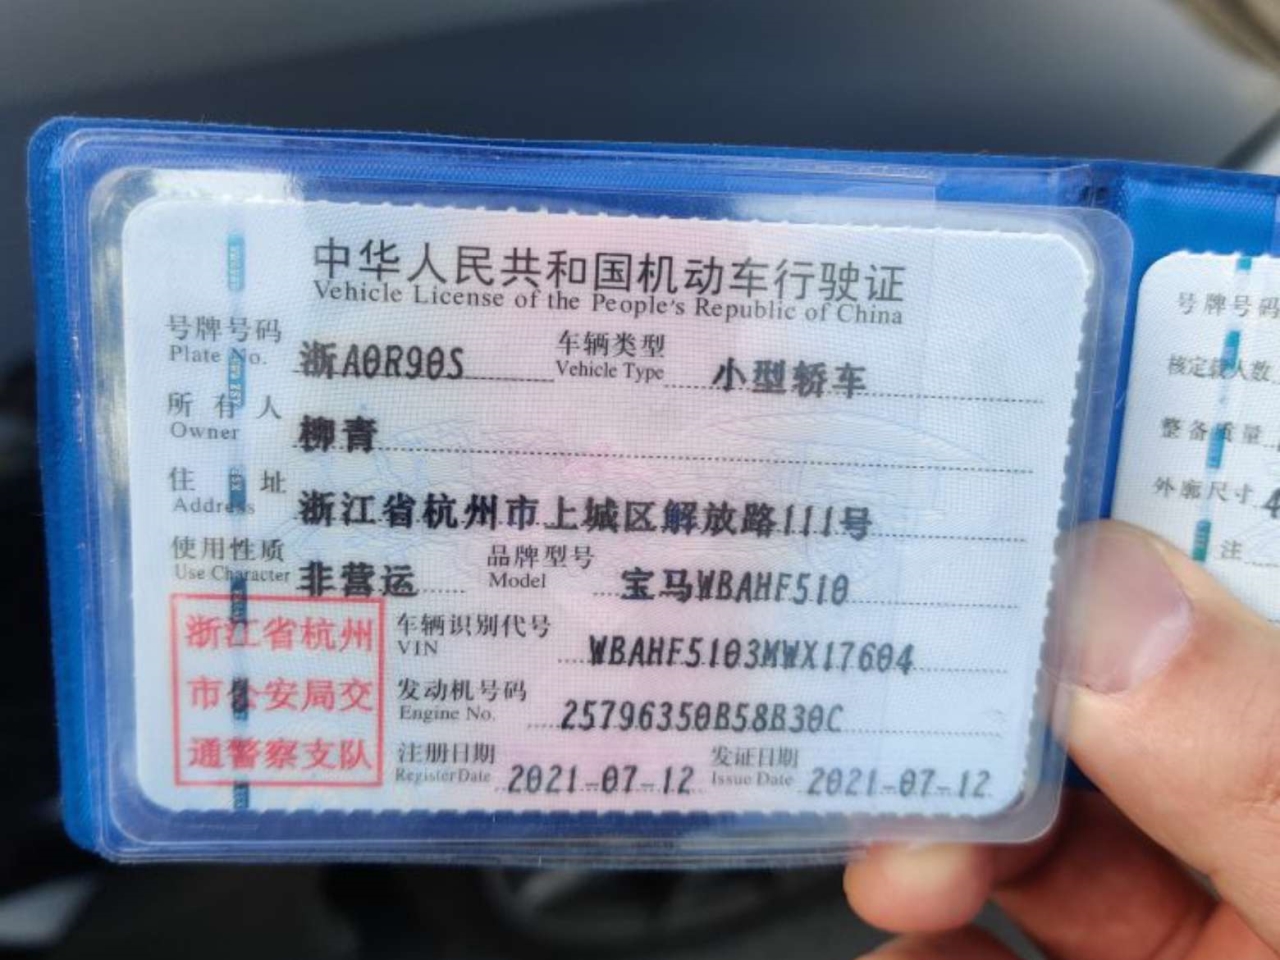 中华人民共和国机动车行驶证
Vehicle License of the People's Republic of China
号牌号码 浙A0R90S 车辆类型 小型轿车
Plate No. Vehicle Type
所有人 柳青
Owner
住址 浙江省杭州市上城区解放路111号
Address
使用性质 非营运 品牌型号 宝马WBAHF510
Use Character Model
浙江省杭州
市公安局交
通警察支队
车辆识别代号 WBAHF5103MWX17604
VIN
发动机号码 25796350B58B30C
Engine No.
注册日期 2021-07-12 发证日期 2021-07-12
Register Date Issue Date
号牌号码
核定载人数
整备质量
外廓尺寸 4
注